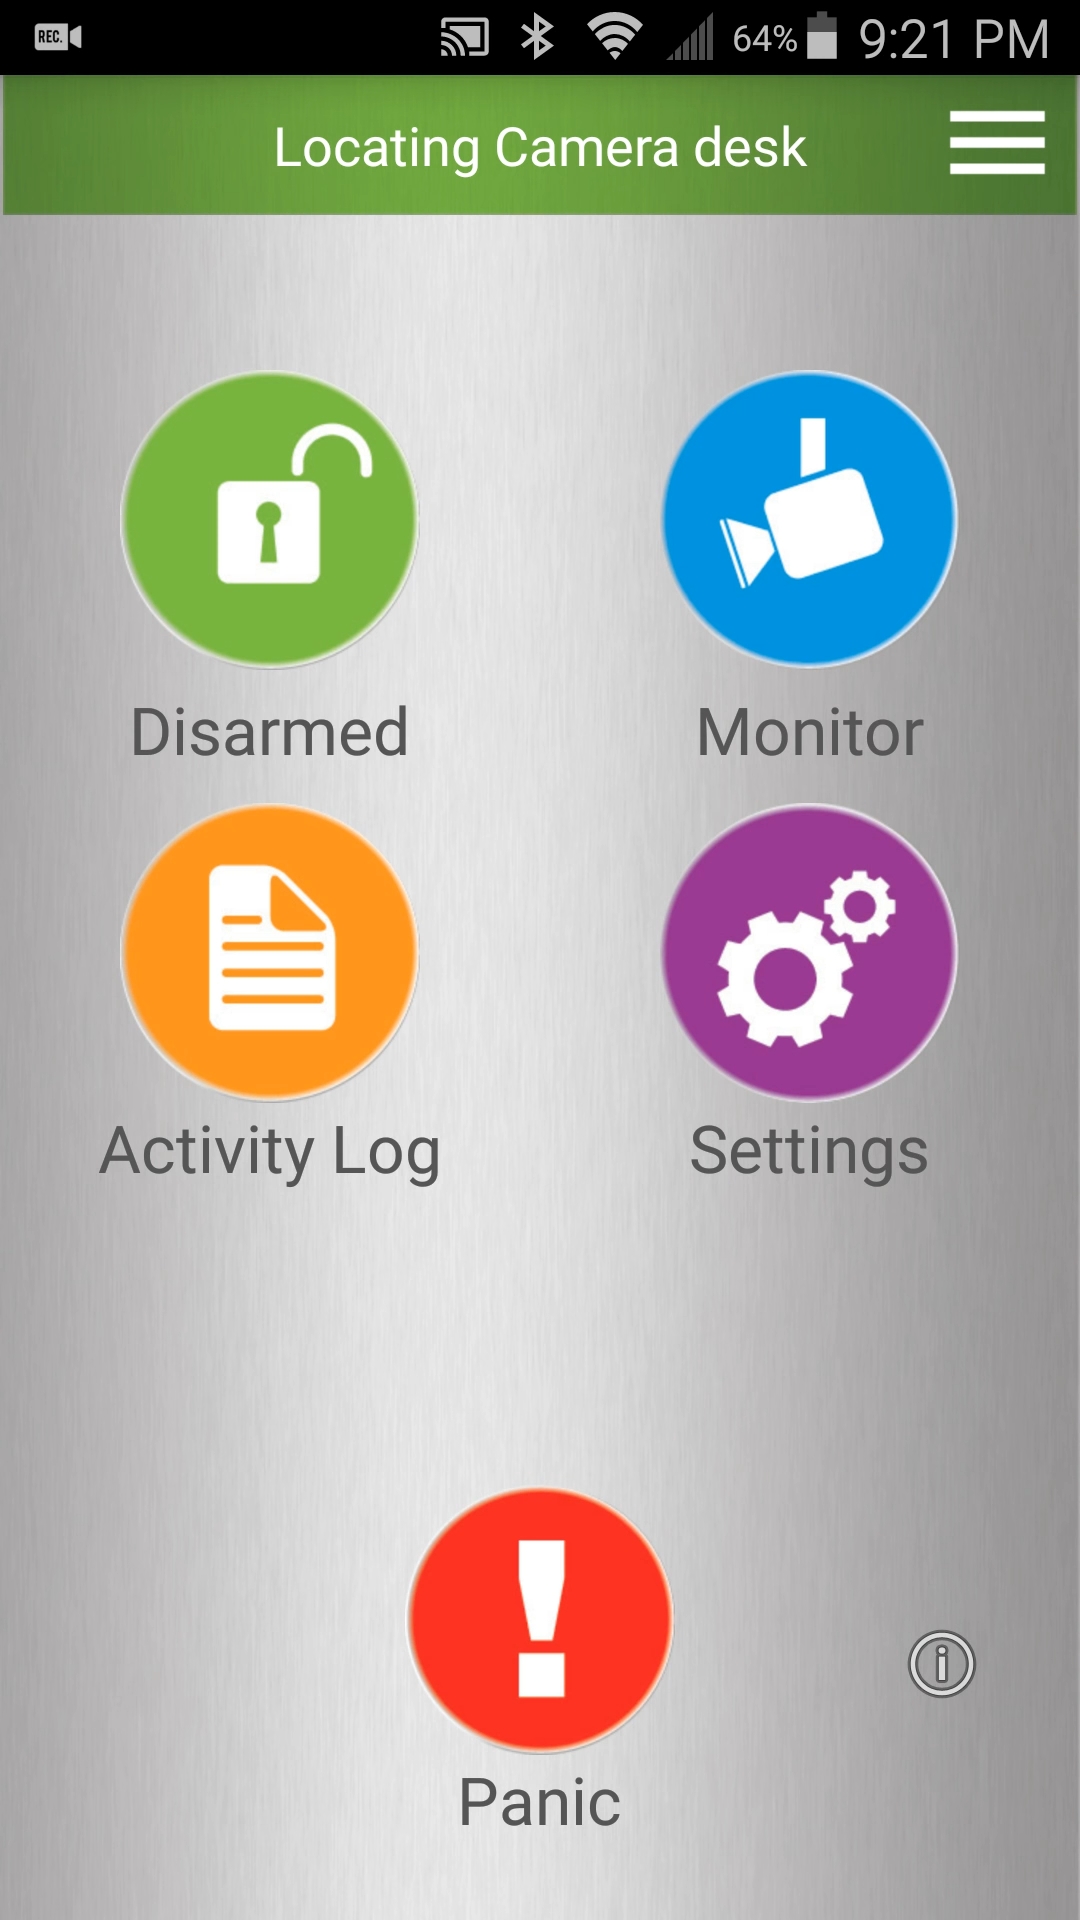 REC. 64% 9:21 PM
Locating Camera desk
Disarmed Monitor
Activity Log Settings
Panic